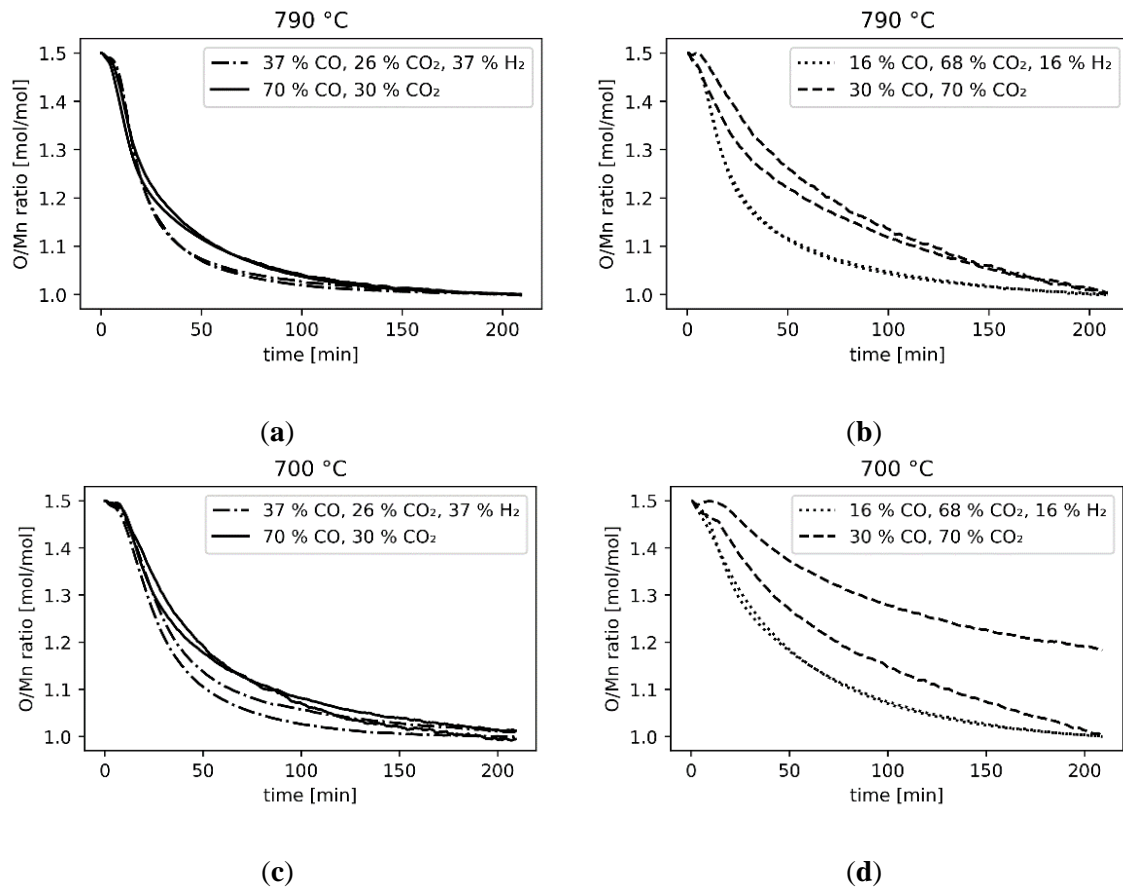 790 °C
O/Mn ratio [mol/mol]
1.5
1.4
1.3
1.2
1.1
1.0
37 % CO, 26 % CO₂, 37 % H₂
70 % CO, 30 % CO₂
0 50 100 150 200
time [min]
(a)
790 °C
O/Mn ratio [mol/mol]
1.5
1.4
1.3
1.2
1.1
1.0
16 % CO, 68 % CO₂, 16 % H₂
30 % CO, 70 % CO₂
0 50 100 150 200
time [min]
(b)
700 °C
O/Mn ratio [mol/mol]
1.5
1.4
1.3
1.2
1.1
1.0
37 % CO, 26 % CO₂, 37 % H₂
70 % CO, 30 % CO₂
0 50 100 150 200
time [min]
(c)
700 °C
O/Mn ratio [mol/mol]
1.5
1.4
1.3
1.2
1.1
1.0
16 % CO, 68 % CO₂, 16 % H₂
30 % CO, 70 % CO₂
0 50 100 150 200
time [min]
(d)